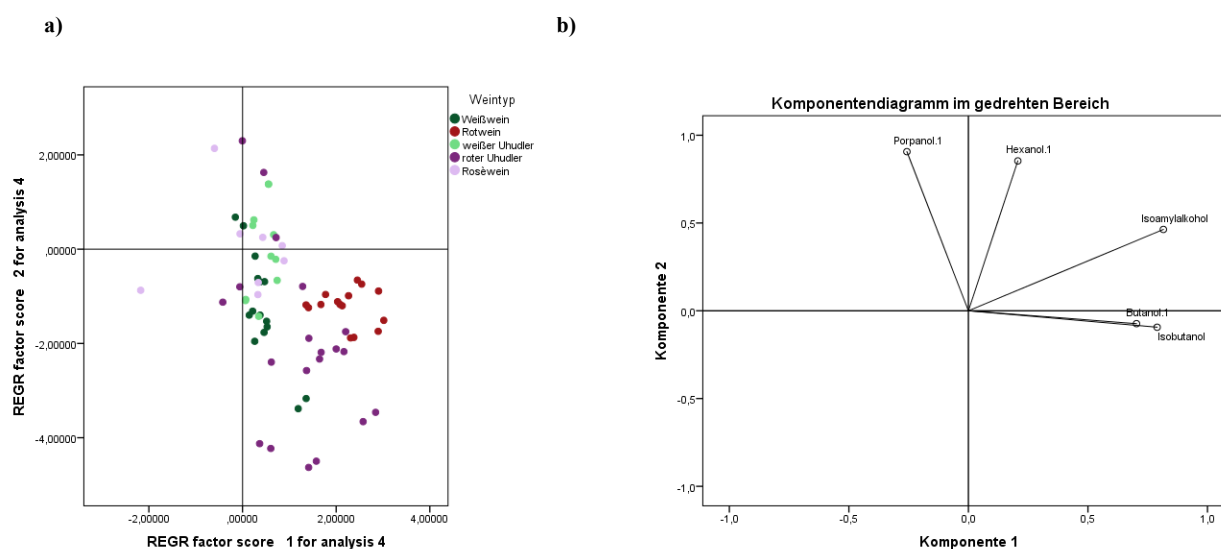 a)
b)
Weintyp
Weißwein
Rotwein
weißer Uhudler
roter Uhudler
Rosèwein
2,00000
,00000
-2,00000
-4,00000
REGR factor score 2 for analysis 4
-2,00000 ,00000 2,00000 4,00000
REGR factor score 1 for analysis 4
Komponentendiagramm im gedrehten Bereich
1,0
0,5
0,0
-0,5
-1,0
Komponente 2
Porpanol.1
Hexanol.1
Isoamylalkohol
Butanol.1
Isobutanol
-1,0 -0,5 0,0 0,5 1,0
Komponente 1